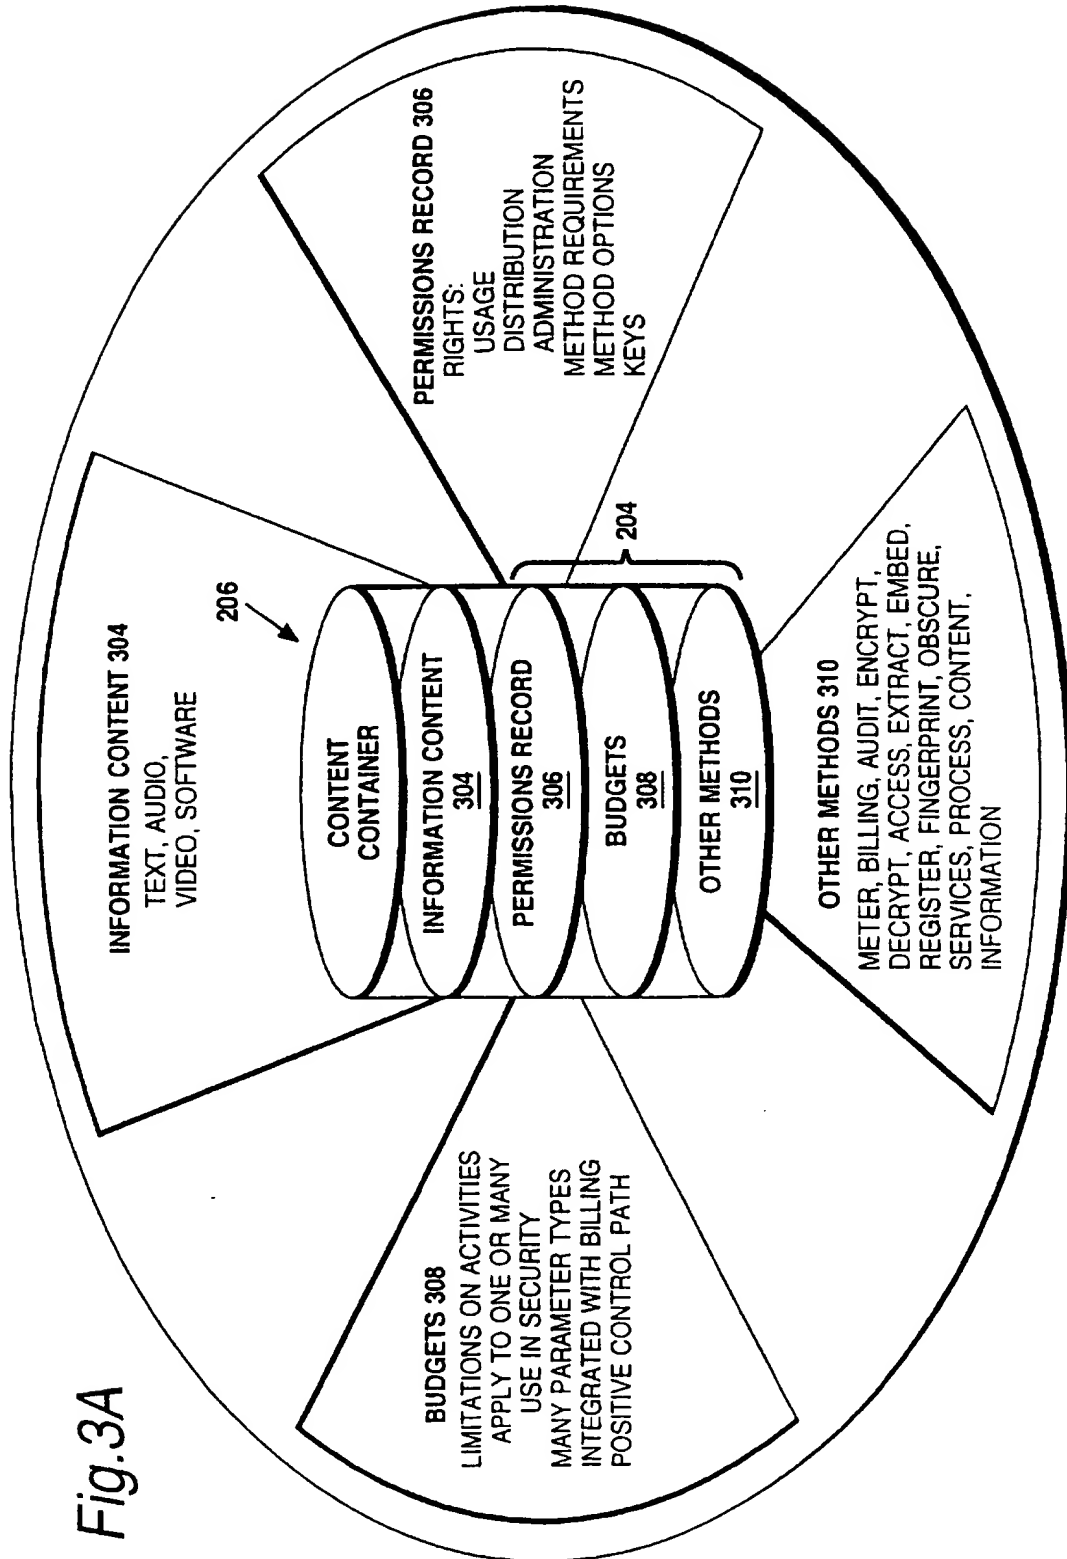 Fig.3A
INFORMATION CONTENT 304
TEXT, AUDIO,
VIDEO, SOFTWARE
206
BUDGETS 308
LIMITATIONS ON ACTIVITIES
APPLY TO ONE OR MANY
USE IN SECURITY
MANY PARAMETER TYPES
INTEGRATED WITH BILLING
POSITIVE CONTROL PATH
CONTENT
CONTAINER
INFORMATION CONTENT
304
PERMISSIONS RECORD
306
BUDGETS
308
OTHER METHODS
310
204
PERMISSIONS RECORD 306
RIGHTS:
USAGE
DISTRIBUTION
ADMINISTRATION
METHOD REQUIREMENTS
METHOD OPTIONS
KEYS
OTHER METHODS 310
METER, BILLING, AUDIT, ENCRYPT,
DECRYPT, ACCESS, EXTRACT, EMBED,
REGISTER, FINGERPRINT, OBSCURE,
SERVICES, PROCESS, CONTENT,
INFORMATION